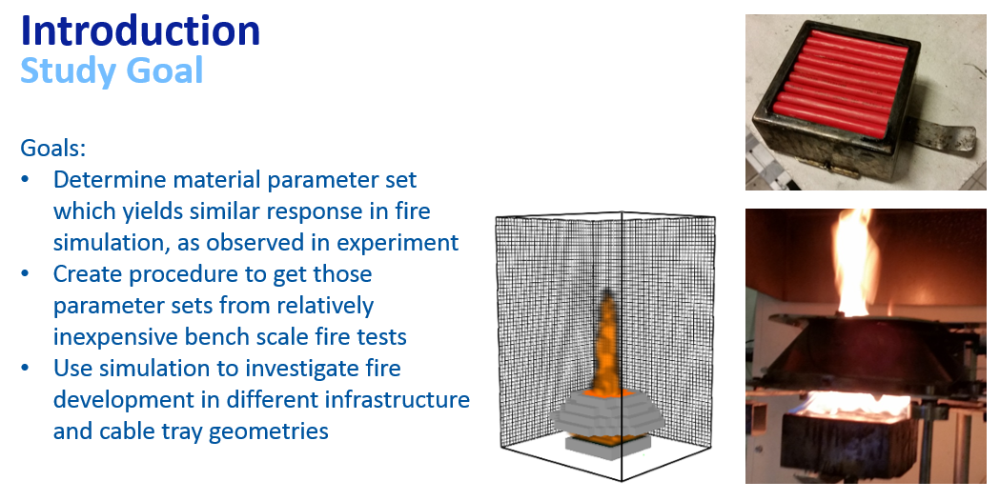 Introduction
Study Goal
Goals:
• Determine material parameter set
which yields similar response in fire
simulation, as observed in experiment
• Create procedure to get those
parameter sets from relatively
inexpensive bench scale fire tests
• Use simulation to investigate fire
development in different infrastructure
and cable tray geometries